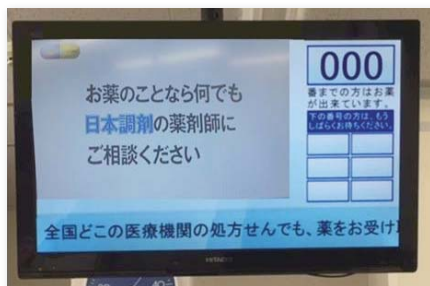 お薬のことなら何でも
日本調剤の薬剤師に
ご相談ください
000
番までの方はお薬
が出来ています。
下の番号の方は、もう
しばらくお待ちください。
全国どこの医療機関の処方せんでも、薬をお受け
HITACHI